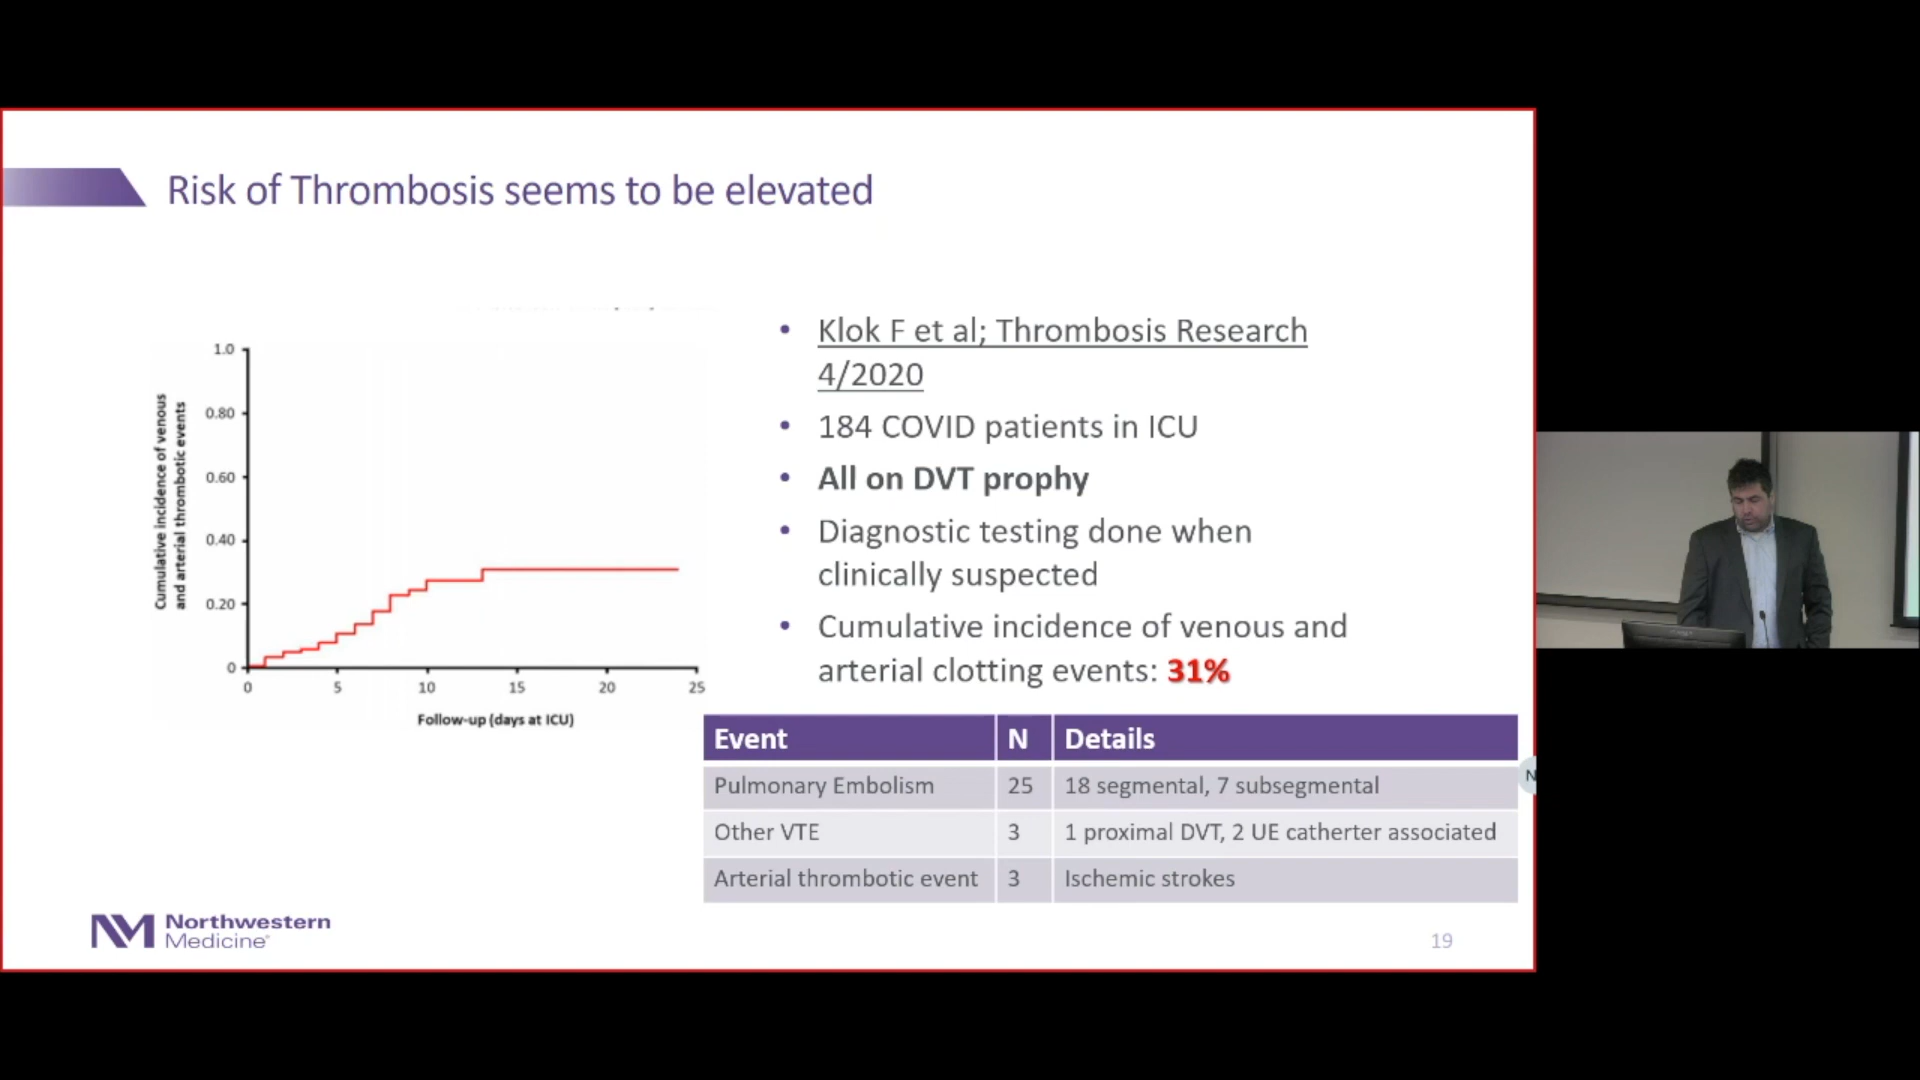 Risk of Thrombosis seems to be elevated
1.0
0.80
0.60
0.40
0.20
0
Cumulative incidence of venous
and arterial thrombotic events
0 5 10 15 20 25
Follow-up (days at ICU)
• Klok F et al; Thrombosis Research
4/2020
• 184 COVID patients in ICU
• All on DVT prophy
• Diagnostic testing done when
clinically suspected
• Cumulative incidence of venous and
arterial clotting events: 31%
Event N Details
Pulmonary Embolism 25 18 segmental, 7 subsegmental
Other VTE 3 1 proximal DVT, 2 UE catherter associated
Arterial thrombotic event 3 Ischemic strokes
N
NM Northwestern
Medicine®
19